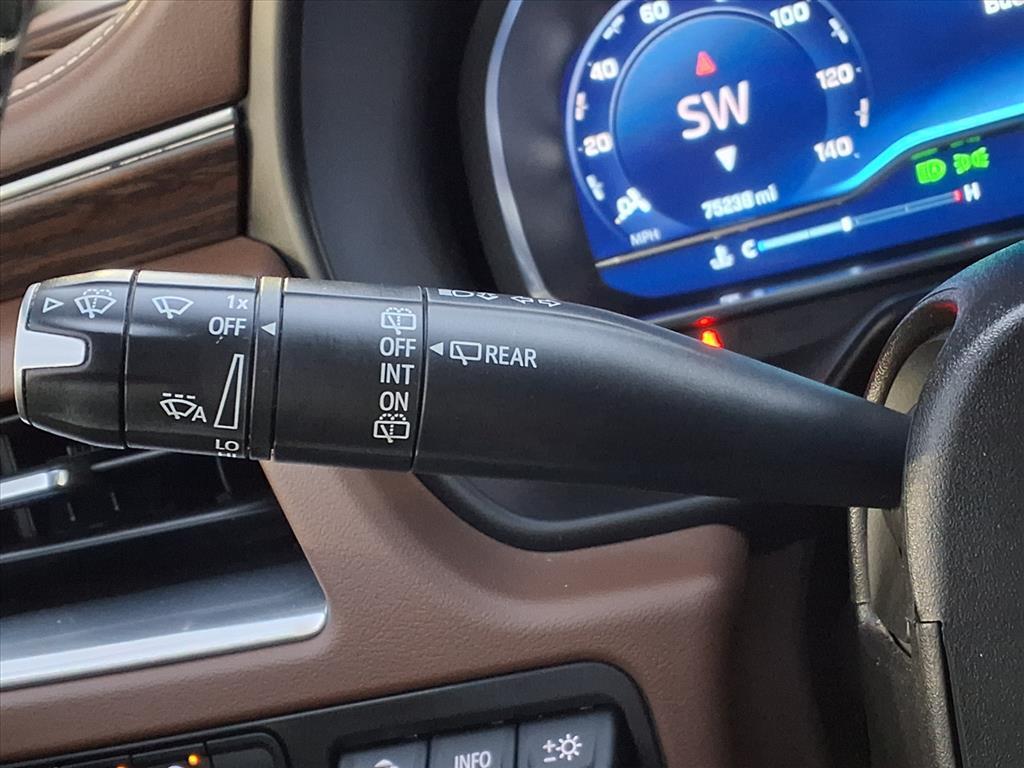 60
100
40
120
SW
20
140
75238 mi
MPH
C
H
1x
OFF
A
LO
OFF
INT
ON
REAR
INFO